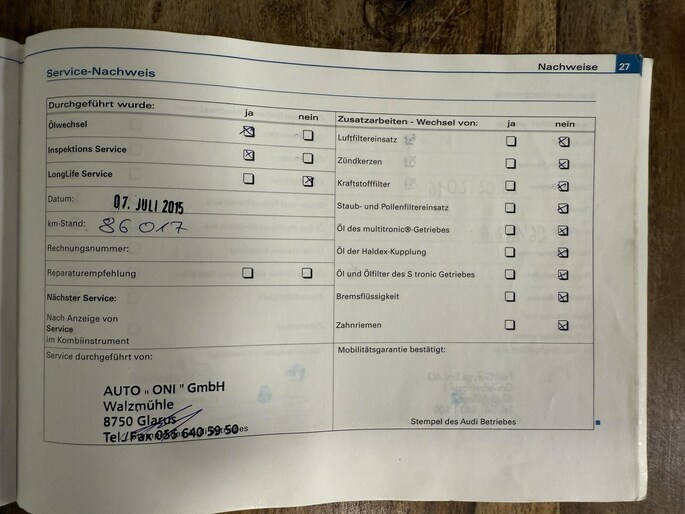 Nachweise 27
Service-Nachweis
Durchgeführt wurde: ja nein
Ölwechsel
Inspektions Service
LongLife Service
Datum: 07. JULI 2015
km-Stand: 86 017
Rechnungsnummer:
Reparaturempfehlung
Nächster Service:
Nach Anzeige von
Service
im Kombiinstrument
Service durchgeführt von:
AUTO „ ONI " GmbH
Walzmühle
8750 Glarus
Tel./Fax 055 640 59 50
Zusatzarbeiten - Wechsel von: ja nein
Luftfiltereinsatz
Zündkerzen
Kraftstofffilter
Staub- und Pollenfiltereinsatz
Öl des multitronic®-Getriebes
Öl der Haldex-Kupplung
Öl und Ölfilter des S tronic Getriebes
Bremsflüssigkeit
Zahnriemen
Mobilitätsgarantie bestätigt:
Stempel des Audi Betriebes